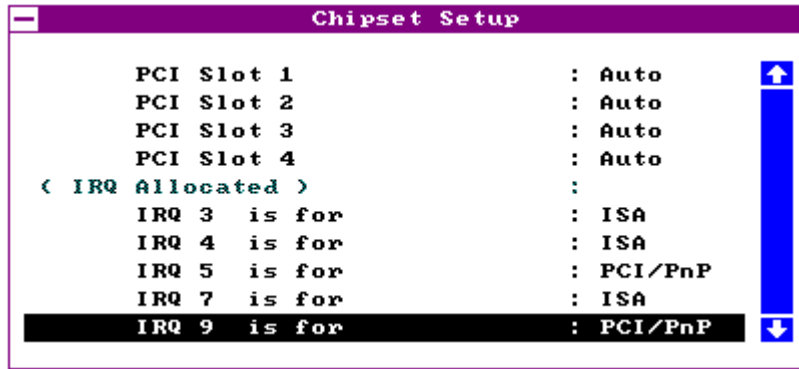 Chipset Setup
PCI Slot 1 : Auto
PCI Slot 2 : Auto
PCI Slot 3 : Auto
PCI Slot 4 : Auto
( IRQ Allocated ) :
IRQ 3 is for : ISA
IRQ 4 is for : ISA
IRQ 5 is for : PCI/PnP
IRQ 7 is for : ISA
IRQ 9 is for : PCI/PnP